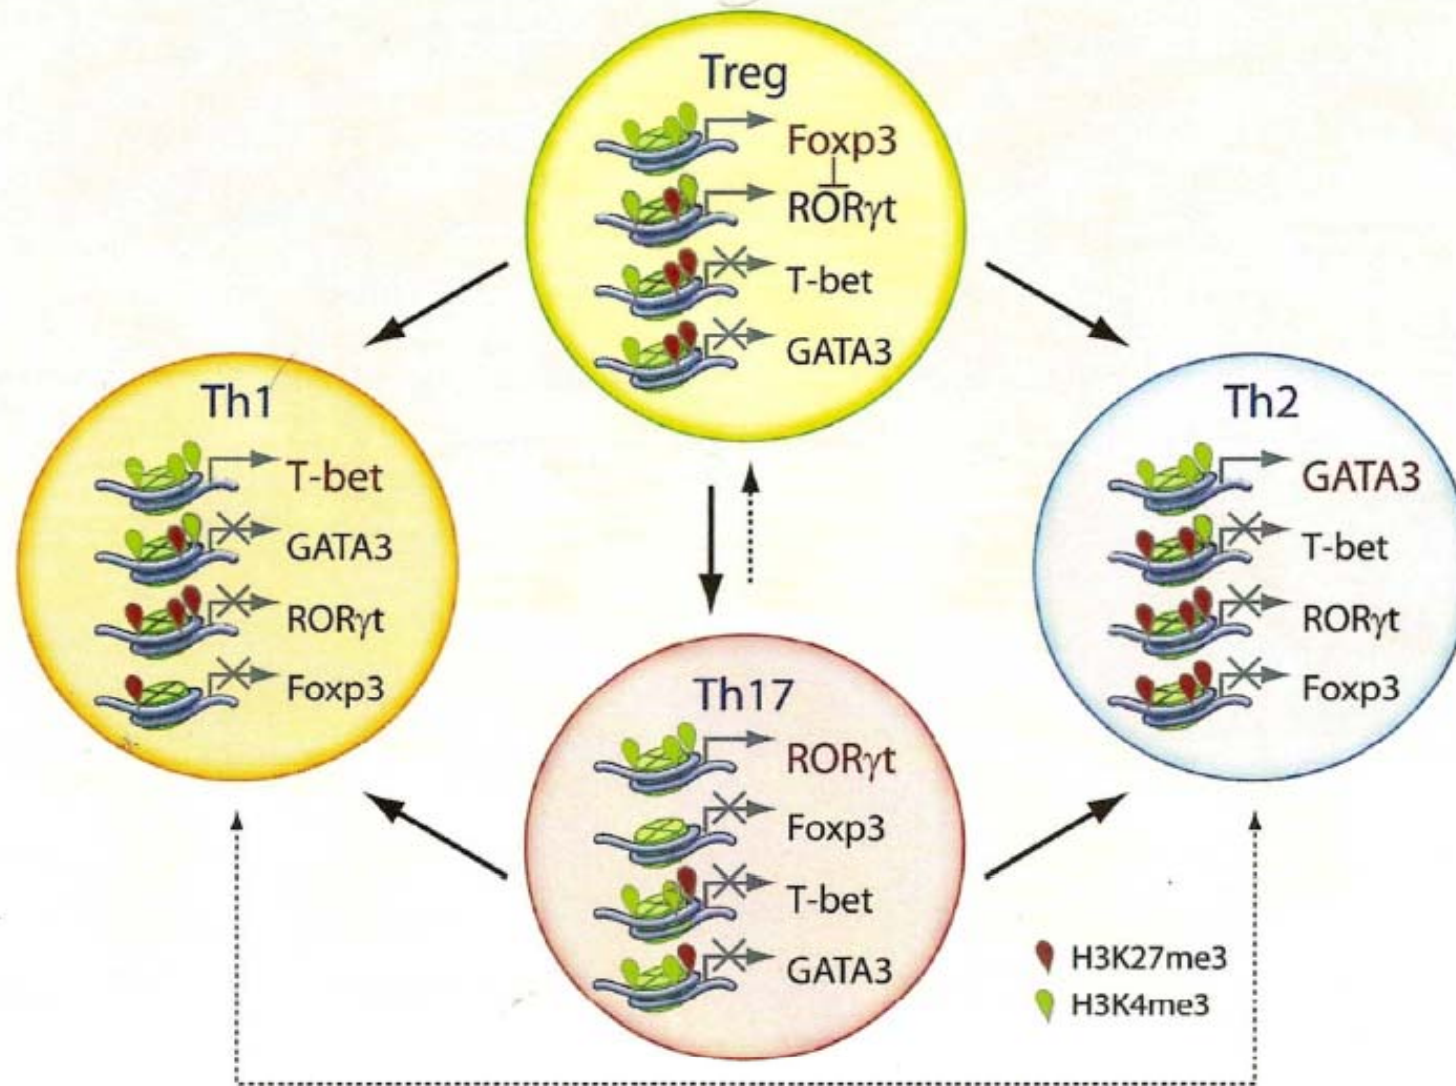 Treg
Foxp3
RORγt
T-bet
GATA3
Th1
T-bet
GATA3
RORγt
Foxp3
Th2
GATA3
T-bet
RORγt
Foxp3
Th17
RORγt
Foxp3
T-bet
GATA3
H3K27me3
H3K4me3